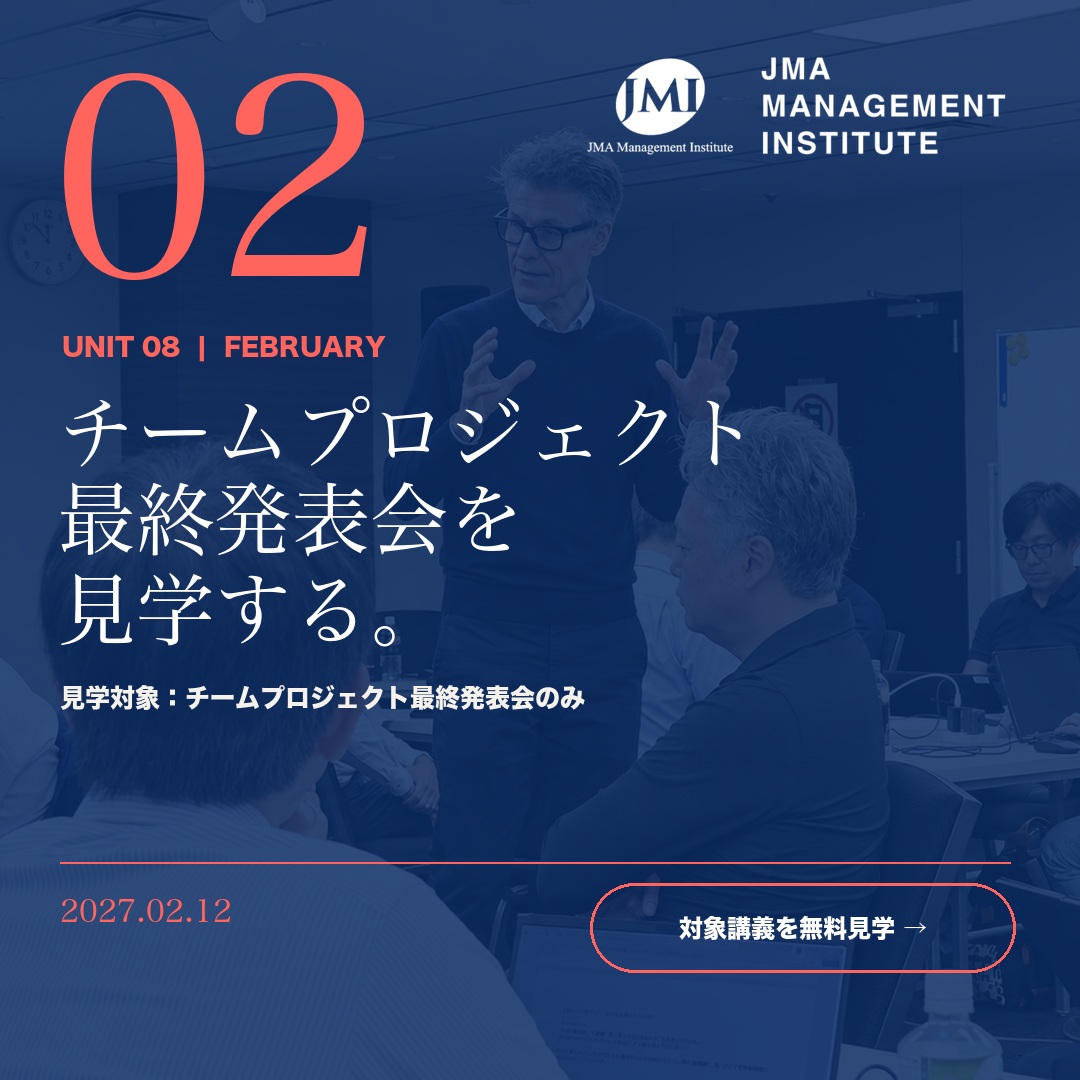 02
JMI
JMA Management Institute
JMA
MANAGEMENT
INSTITUTE
UNIT 08 | FEBRUARY
チームプロジェクト
最終発表会を
見学する。
見学対象：チームプロジェクト最終発表会のみ
2027.02.12
対象講義を無料見学 →